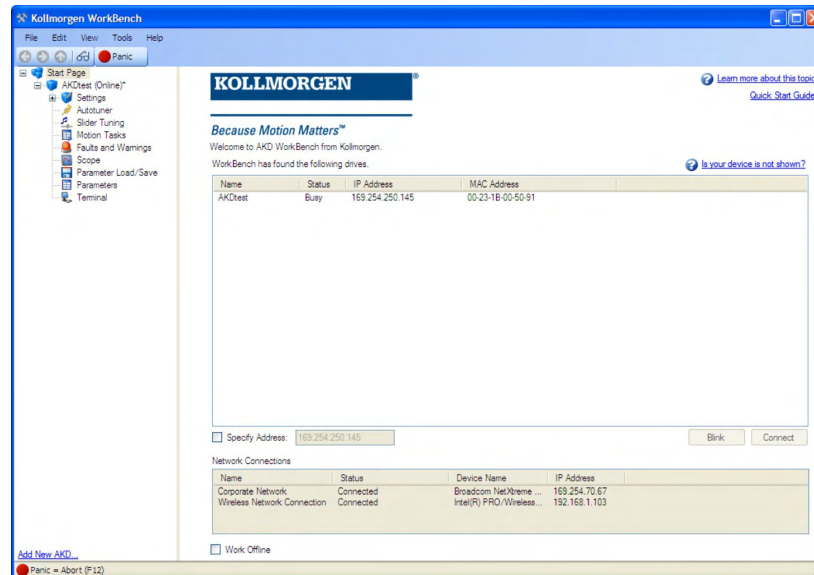 Kollmorgen WorkBench
File Edit View Tools Help
Panic
Start Page
AKDtest (Online)*
Settings
Autotuner
Slider Tuning
Motion Tasks
Faults and Warnings
Scope
Parameter Load/Save
Parameters
Terminal
Add New AKD...
KOLLMORGEN®
Because Motion Matters™
Learn more about this topic
Quick Start Guide
Welcome to AKD WorkBench from Kollmorgen.
WorkBench has found the following drives.
Is your device is not shown?
Name Status IP Address MAC Address
AKDtest Busy 169.254.250.145 00-23-1B-00-50-91
Specify Address: 169.254.250.145 Blink Connect
Network Connections
Name Status Device Name IP Address
Corporate Network Connected Broadcom NetXtreme ... 169.254.70.67
Wireless Network Connection Connected Intel(R) PRO/Wireless... 192.168.1.103
Work Offline
Panic = Abort (F12)